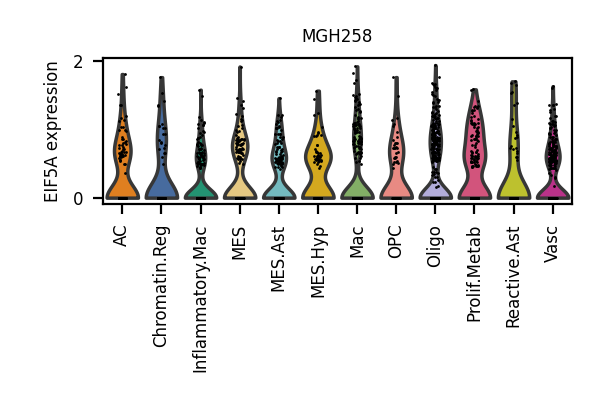 MGH258
EIF5A expression
2
0
AC
Chromatin.Reg
Inflammatory.Mac
MES
MES.Ast
MES.Hyp
Mac
OPC
Oligo
Prolif.Metab
Reactive.Ast
Vasc